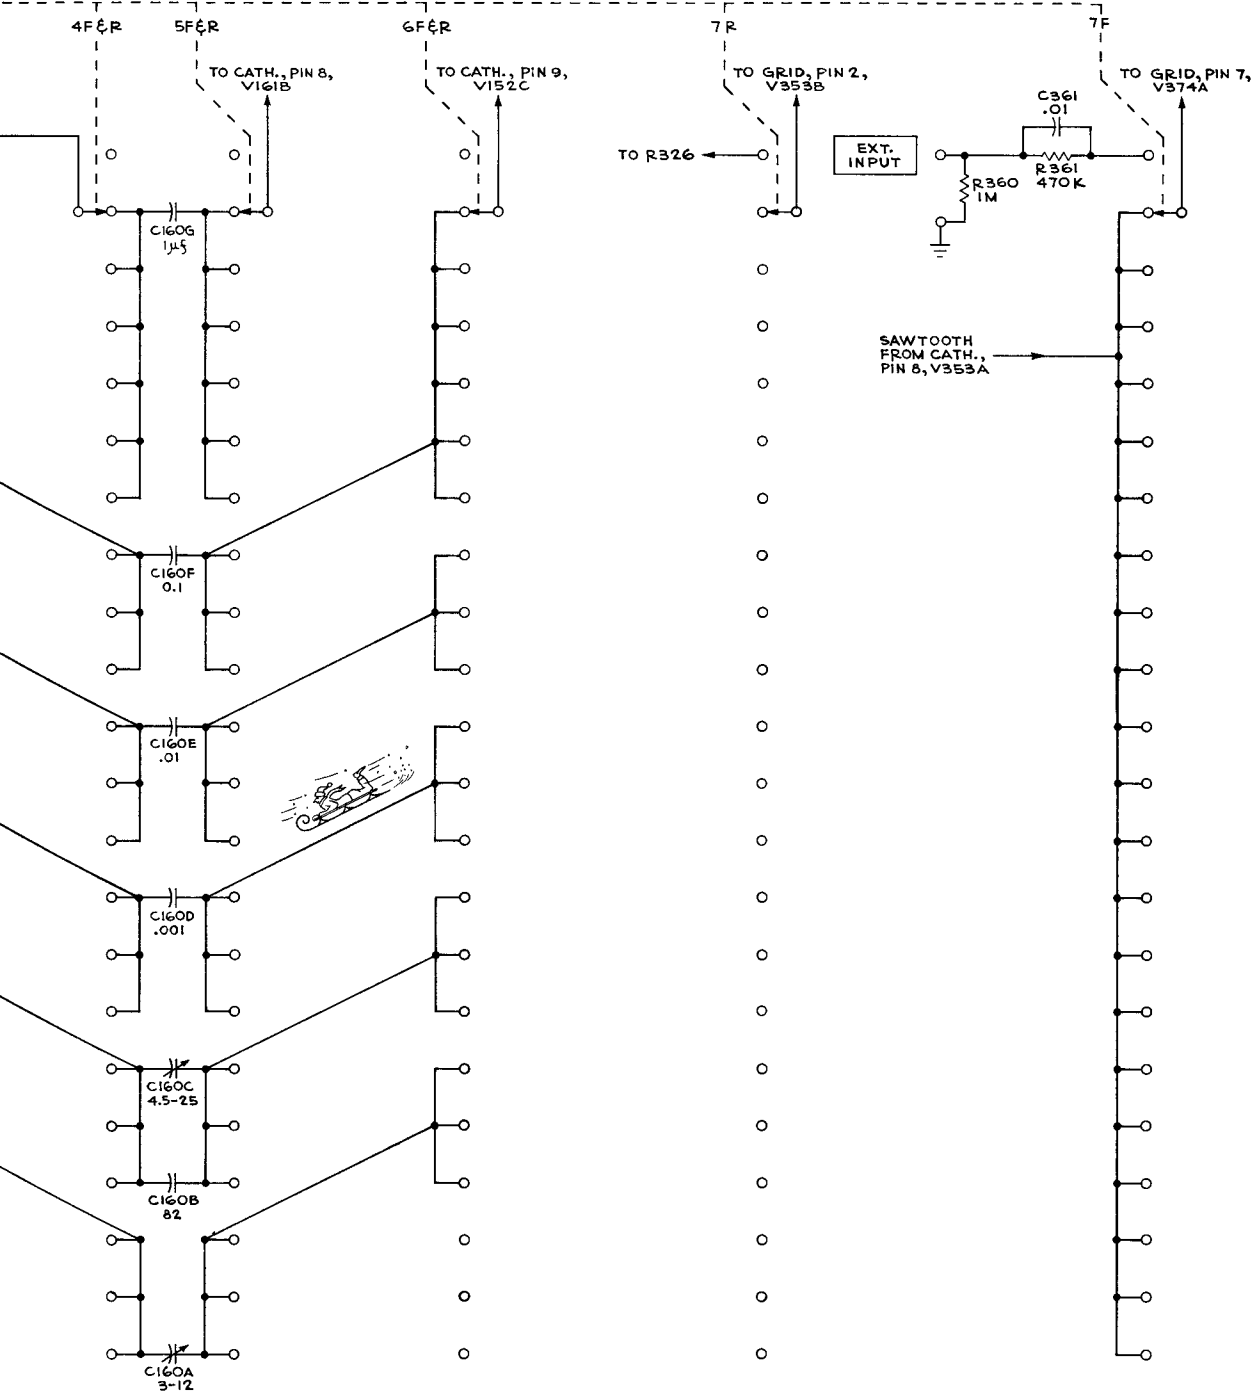 4F&R
5F&R
6F&R
7R
7F
TO CATH., PIN 8,
V161B
TO CATH., PIN 9,
V152C
TO GRID, PIN 2,
V353B
TO GRID, PIN 7,
V374A
C361
.01
TO R326
EXT.
INPUT
R361
470K
R360
1M
C160G
1µf
SAWTOOTH
FROM CATH.,
PIN 8, V353A
C160F
0.1
C160E
.01
C160D
.001
C160C
4.5-25
C160B
82
C160A
3-12